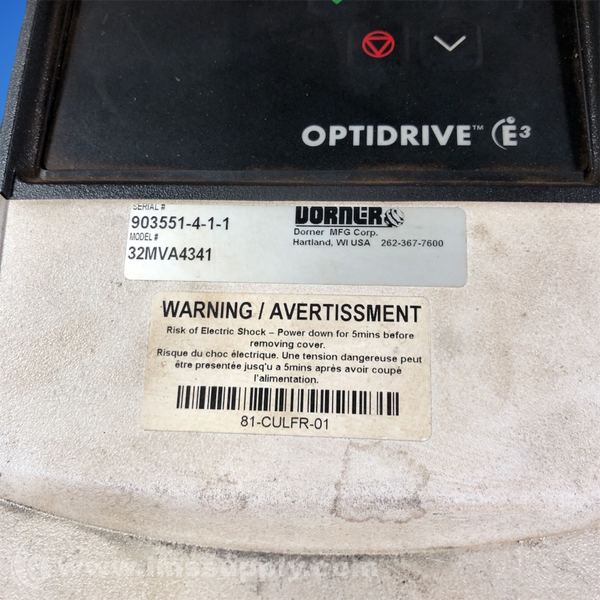 OPTIDRIVE™ E³
SERIAL #
903551-4-1-1
MODEL #
32MVA4341
DORNER
Dorner MFG Corp.
Hartland, WI USA 262-367-7600
WARNING / AVERTISSMENT
Risk of Electric Shock – Power down for 5mins before
removing cover.
Risque du choc électrique. Une tension dangereuse peut
être presentée jusq'u a 5mins après avoir coupé
l'alimentation.
81-CULFR-01